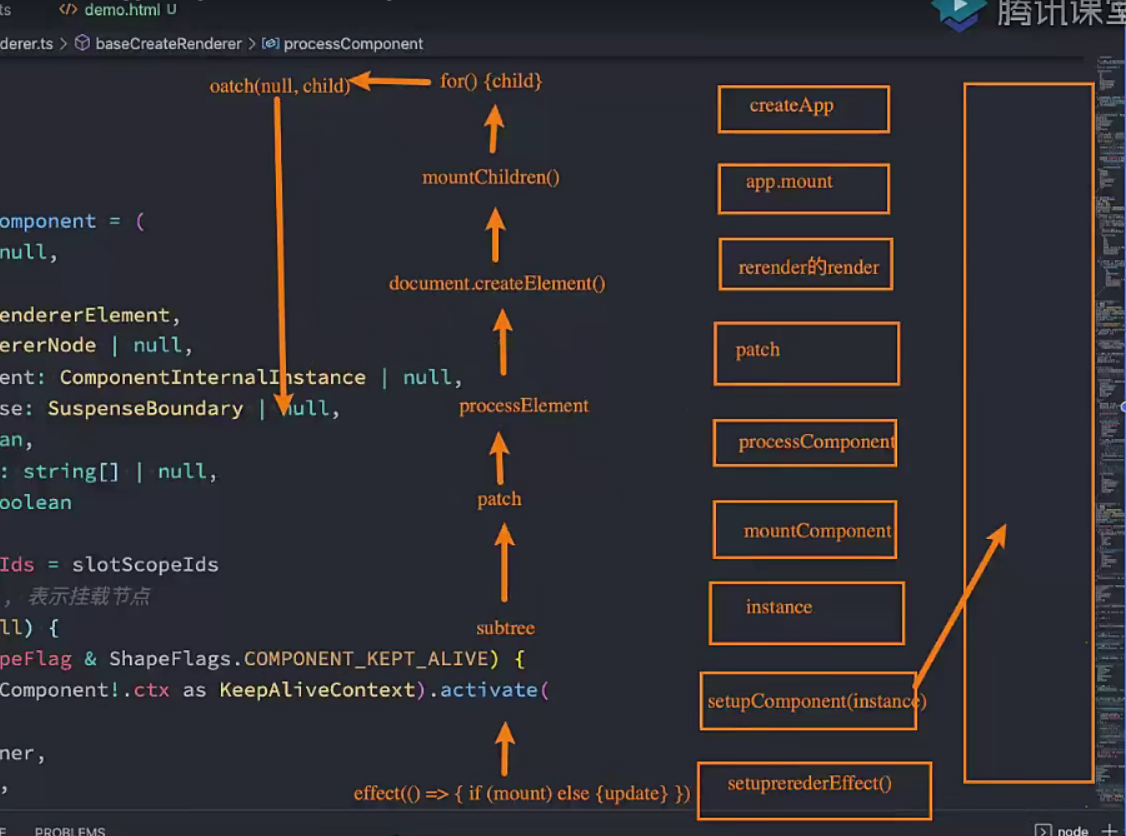 ts
</> demo.html U
腾讯课堂
derer.ts > baseCreateRenderer > processComponent
oatch(null, child)
for() {child}
createApp
mountChildren()
app.mount
omponent = (
null,
document.createElement()
rerender的render
endererElement,
ererNode | null,
patch
ent: ComponentInternalInstance | null,
se: SuspenseBoundary | null,
processElement
an,
processComponent
: string[] | null,
oolean
patch
mountComponent
Ids = slotScopeIds
, 表示挂载节点
instance
ll) {
subtree
peFlag & ShapeFlags.COMPONENT_KEPT_ALIVE) {
Component!.ctx as KeepAliveContext).activate(
setupComponent(instance)
ner,
,
effect(() => { if (mount) else {update} })
setuprerederEffect()
PROBLEMS
node